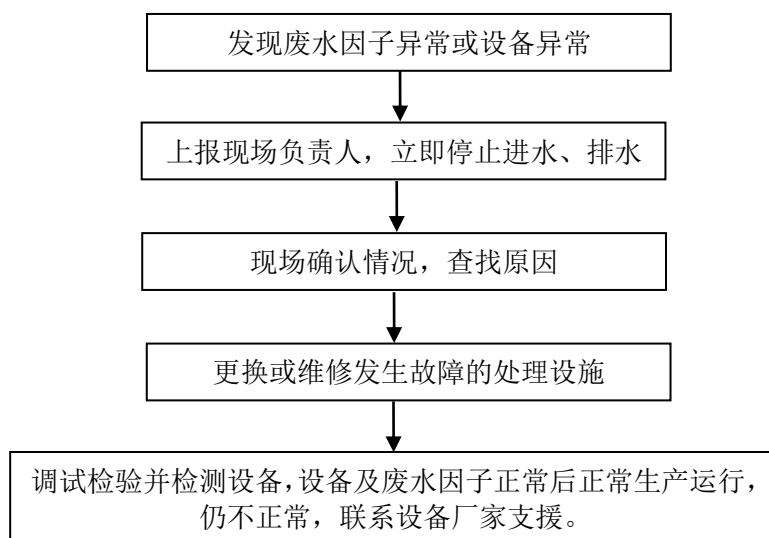 发现废水因子异常或设备异常
上报现场负责人，立即停止进水、排水
现场确认情况，查找原因
更换或维修发生故障的处理设施
调试检验并检测设备，设备及废水因子正常后正常生产运行，
仍不正常，联系设备厂家支援。